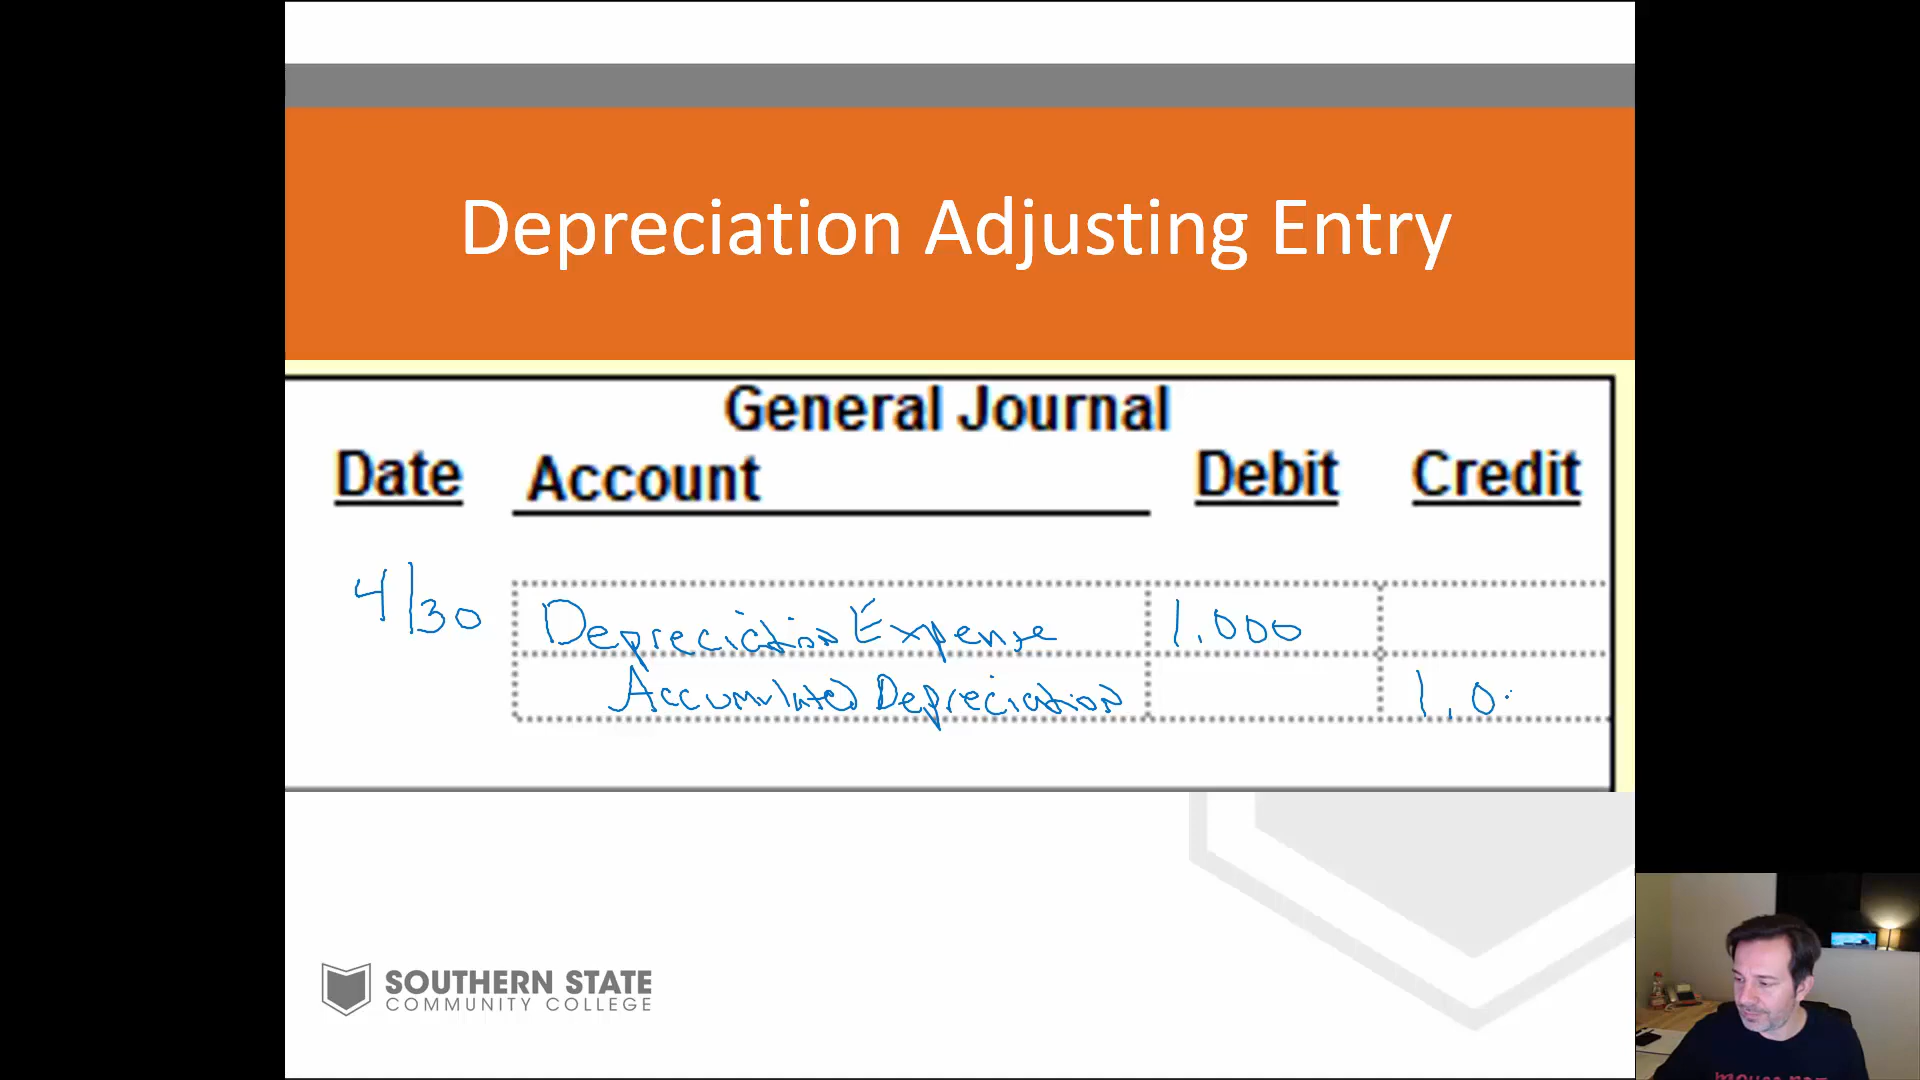 Depreciation Adjusting Entry
General Journal
Date Account Debit Credit
4/30 Depreciation Expense 1,000
Accumulated Depreciation 1,0
SOUTHERN STATE
COMMUNITY COLLEGE